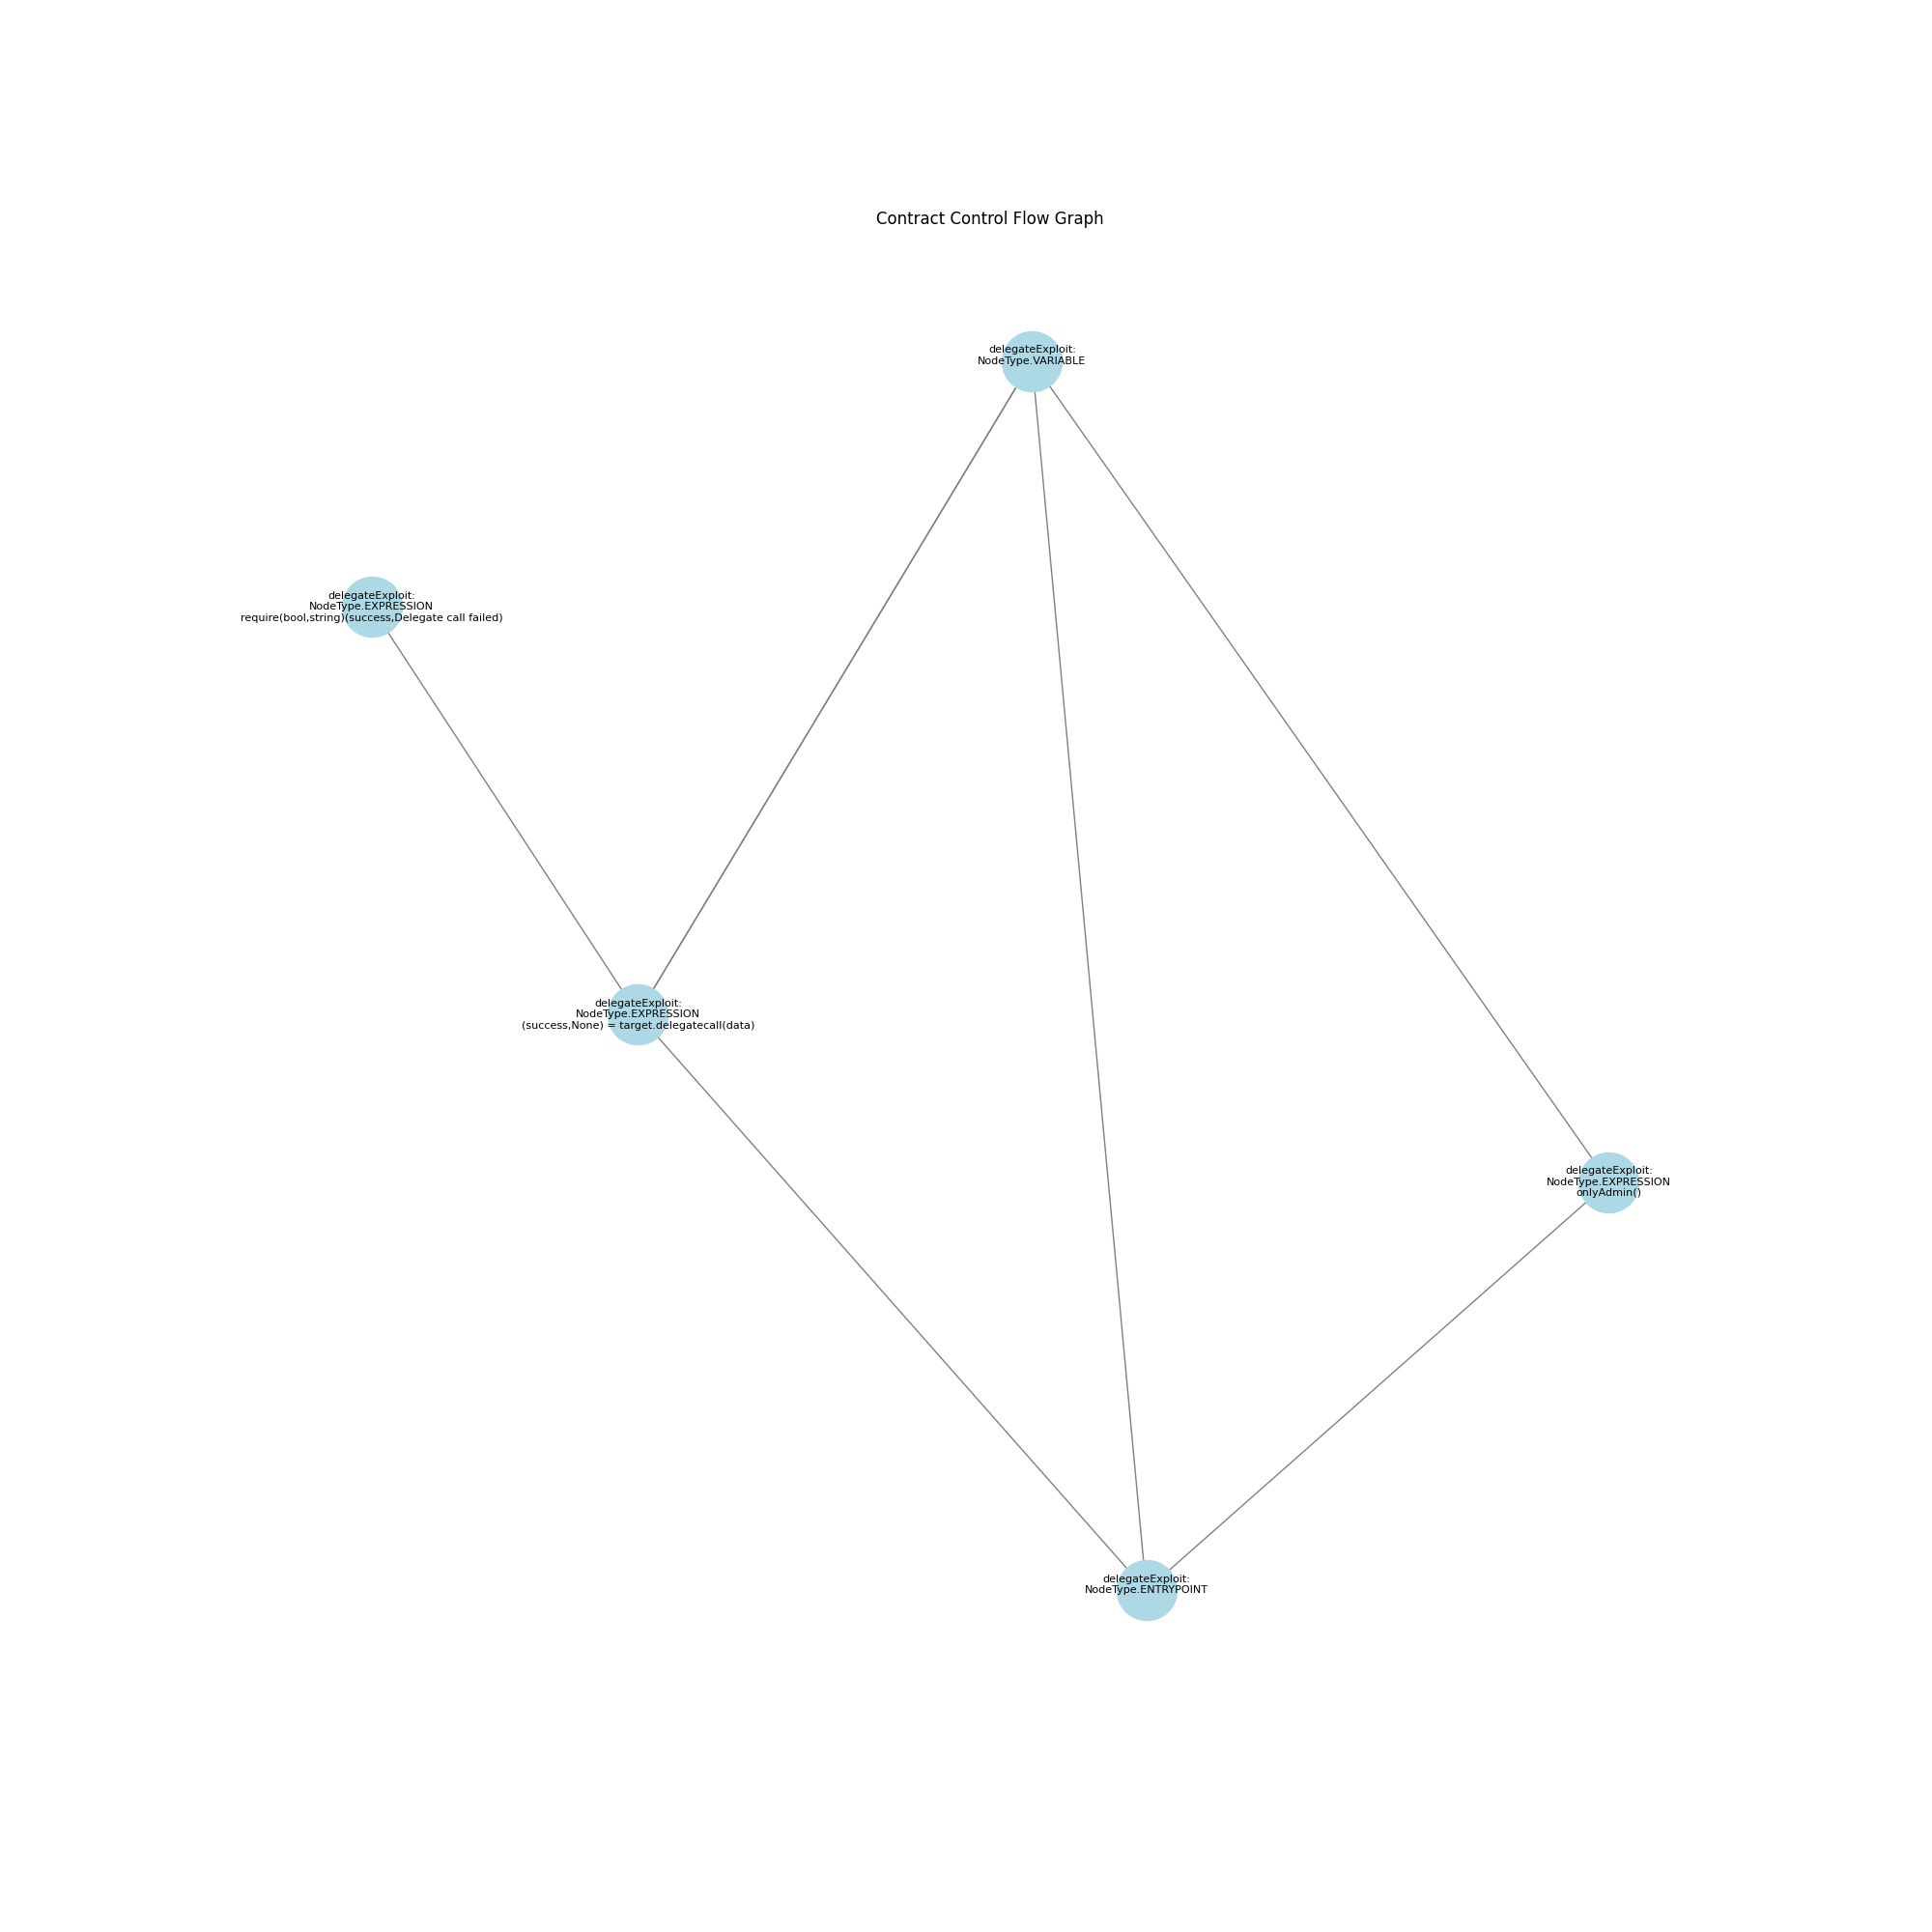 Contract Control Flow Graph
delegateExploit:
NodeType.VARIABLE
delegateExploit:
NodeType.EXPRESSION
require(bool,string)(success,Delegate call failed)
delegateExploit:
NodeType.EXPRESSION
(success,None) = target.delegatecall(data)
delegateExploit:
NodeType.EXPRESSION
onlyAdmin()
delegateExploit:
NodeType.ENTRYPOINT